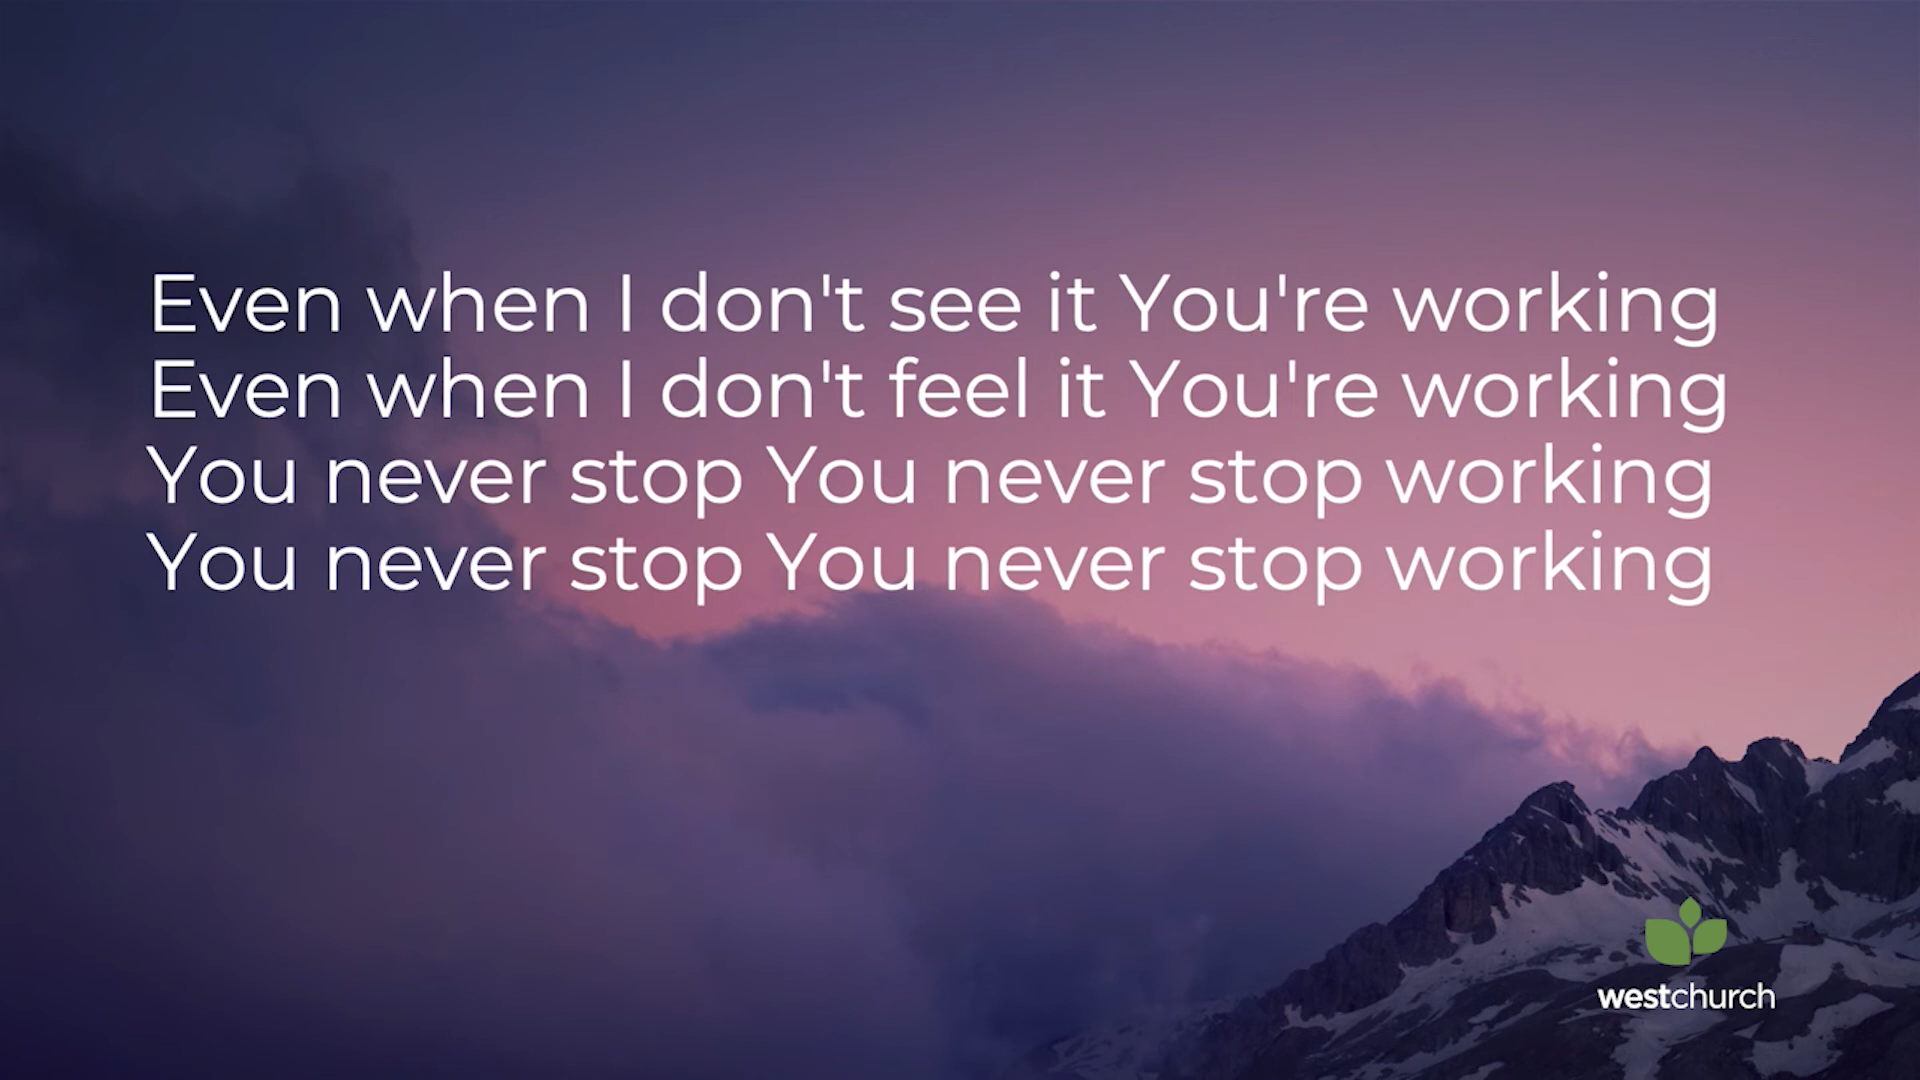 Even when I don't see it You're working
Even when I don't feel it You're working
You never stop You never stop working
You never stop You never stop working
westchurch